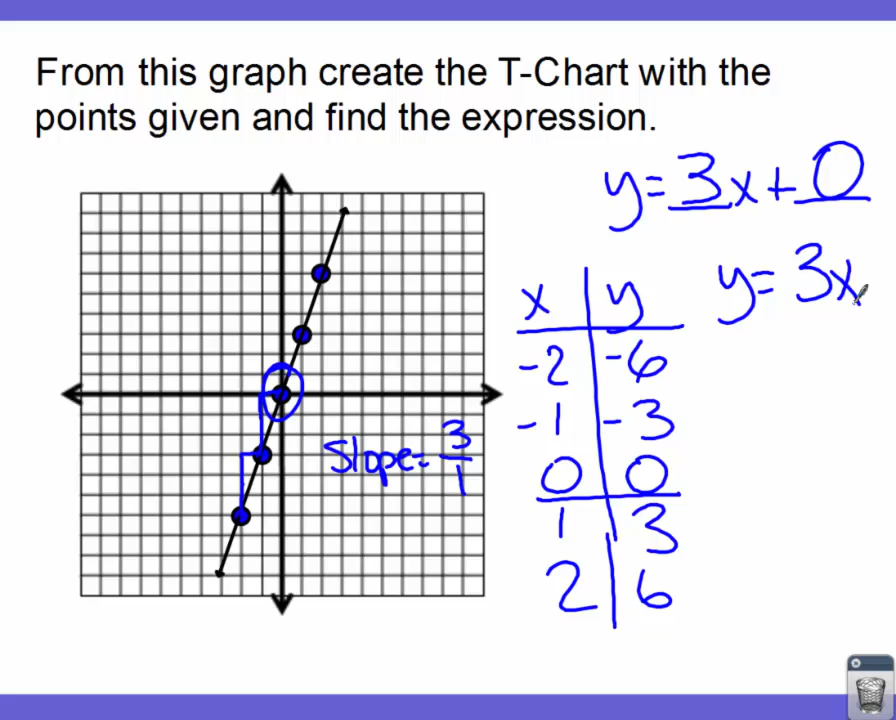 From this graph create the T-Chart with the
points given and find the expression.
y=3x+0
y=3x
x y
-2 -6
-1 -3
0 0
1 3
2 6
Slope=3/1